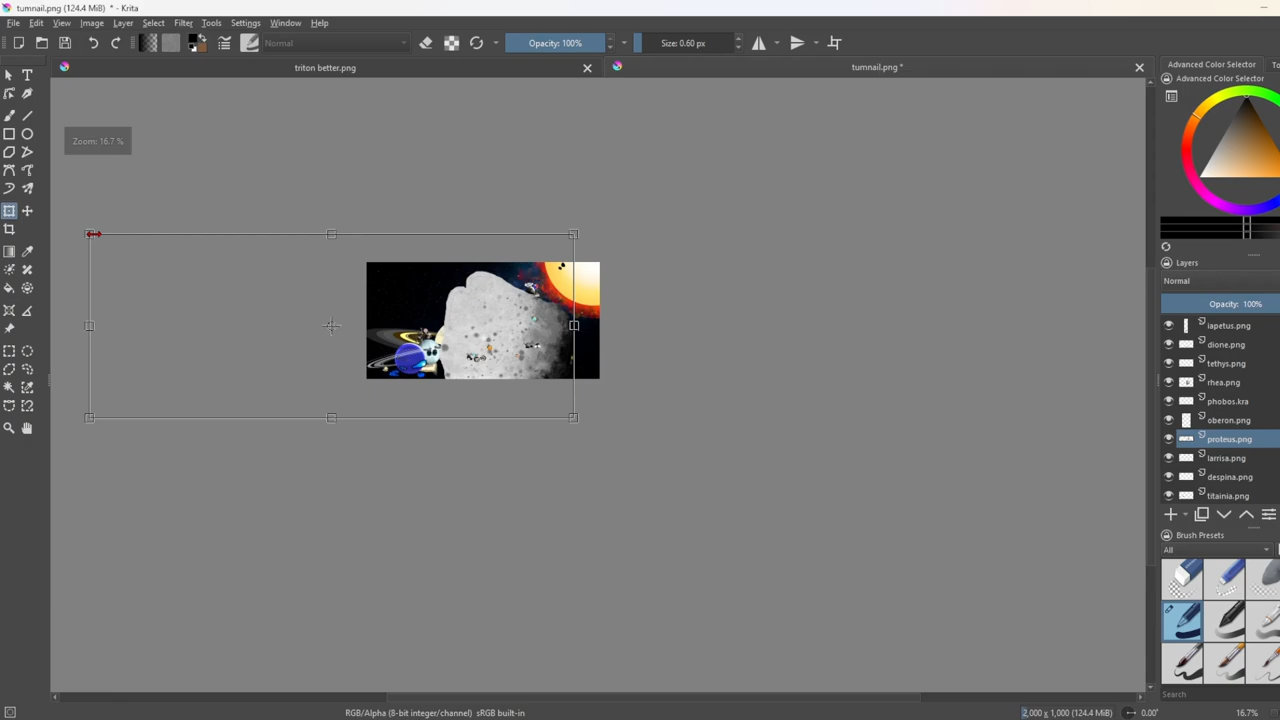 tumnail.png (124.4 MiB) * - Krita
File Edit View Image Layer Select Filter Tools Settings Window Help
Normal
Opacity: 100%
Size: 0.60 px
triton better.png
tumnail.png *
Zoom: 16.7 %
Advanced Color Selector
To
Advanced Color Selector
Layers
Normal
Opacity: 100%
iapetus.png
dione.png
tethys.png
rhea.png
phobos.kra
oberon.png
proteus.png
larrisa.png
despina.png
titainia.png
Brush Presets
All
Search
RGB/Alpha (8-bit integer/channel) sRGB built-in
2,000 x 1,000 (124.4 MiB)
0.00°
16.7%